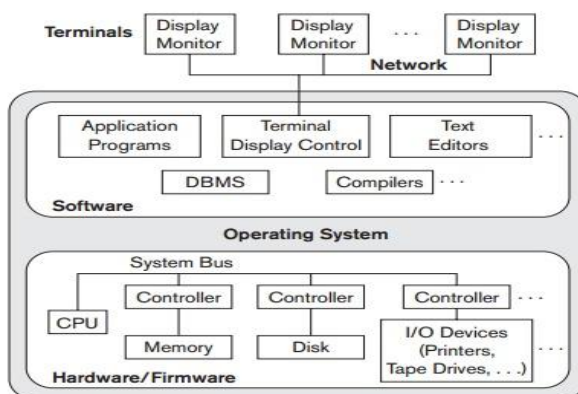 Terminals
Display
Monitor
Display
Monitor
. . .
Display
Monitor
Network
Application
Programs
Terminal
Display Control
Text
Editors
. . .
DBMS
Compilers
. . .
Software
Operating System
System Bus
CPU
Controller
Controller
Controller
. . .
Memory
Disk
I/O Devices
(Printers,
Tape Drives, . . .)
. . .
Hardware/Firmware